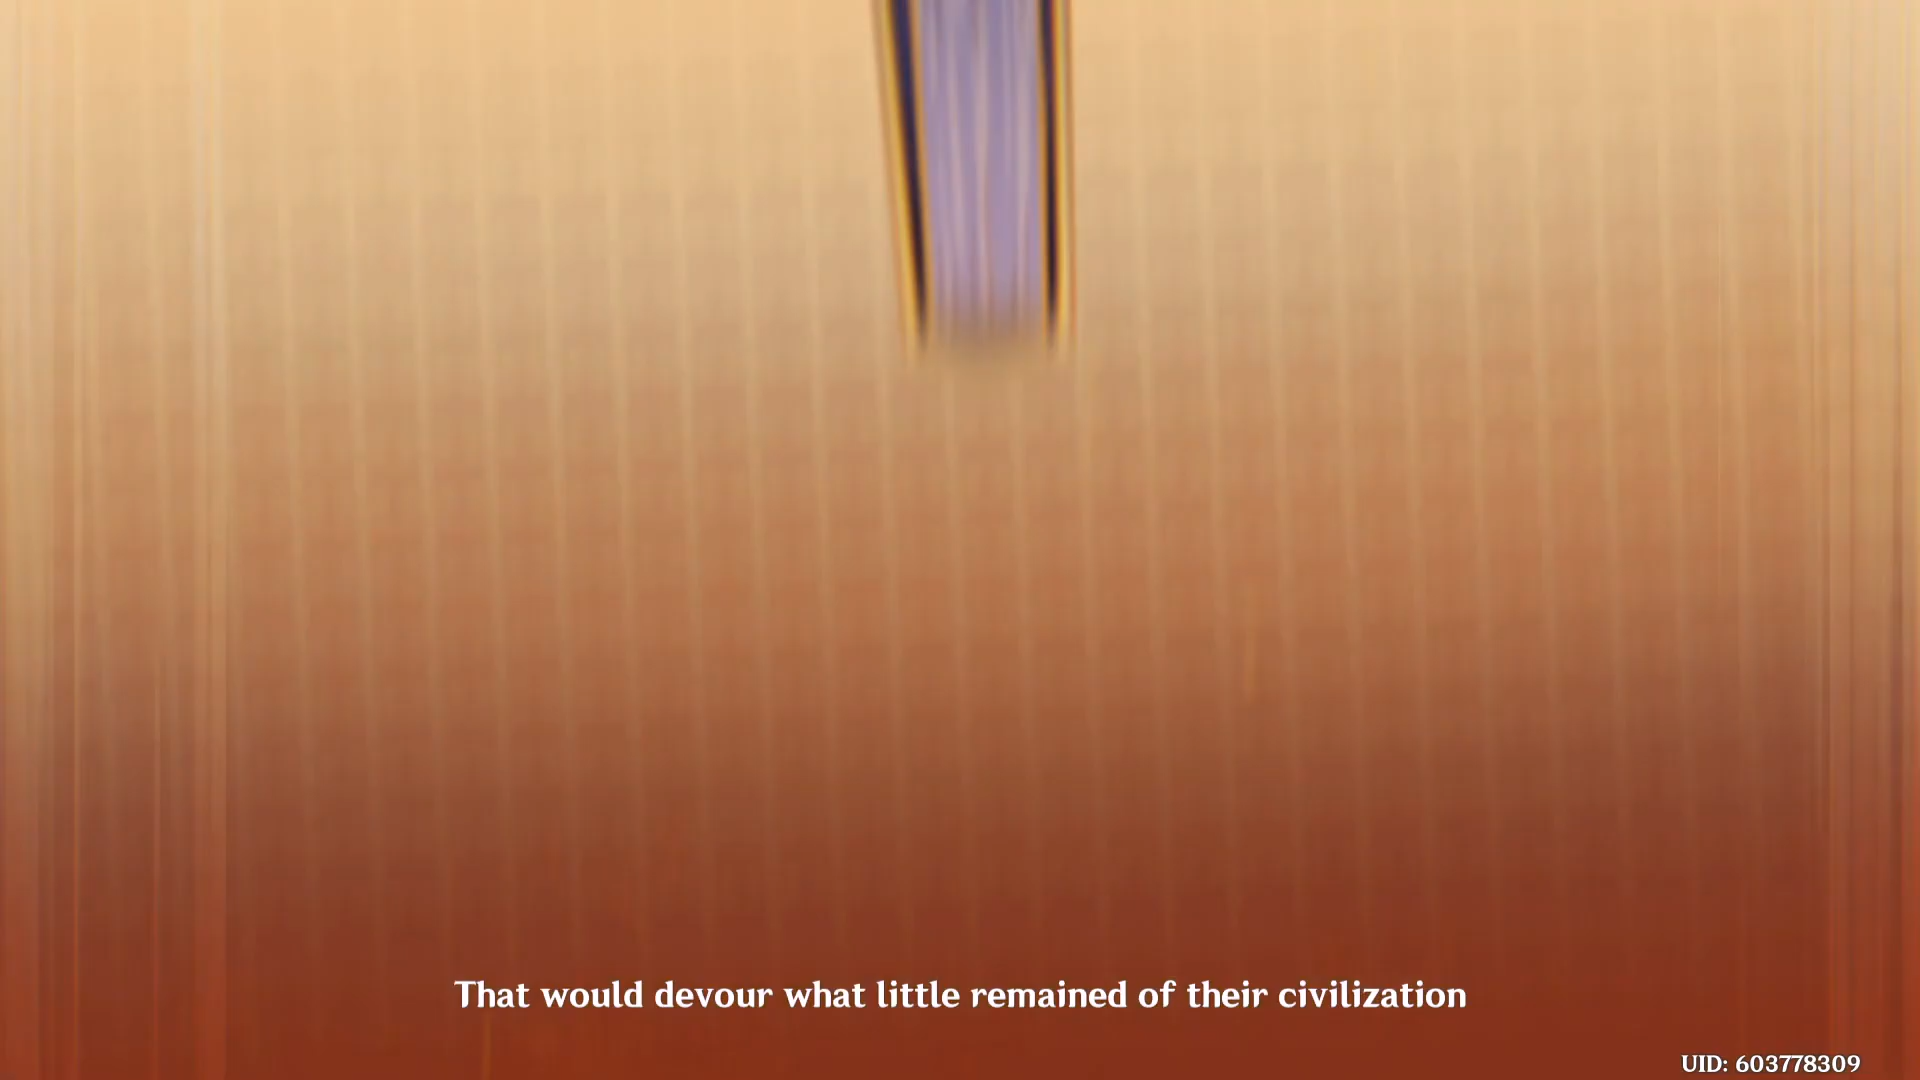 That would devour what little remained of their civilization
UID: 603778309